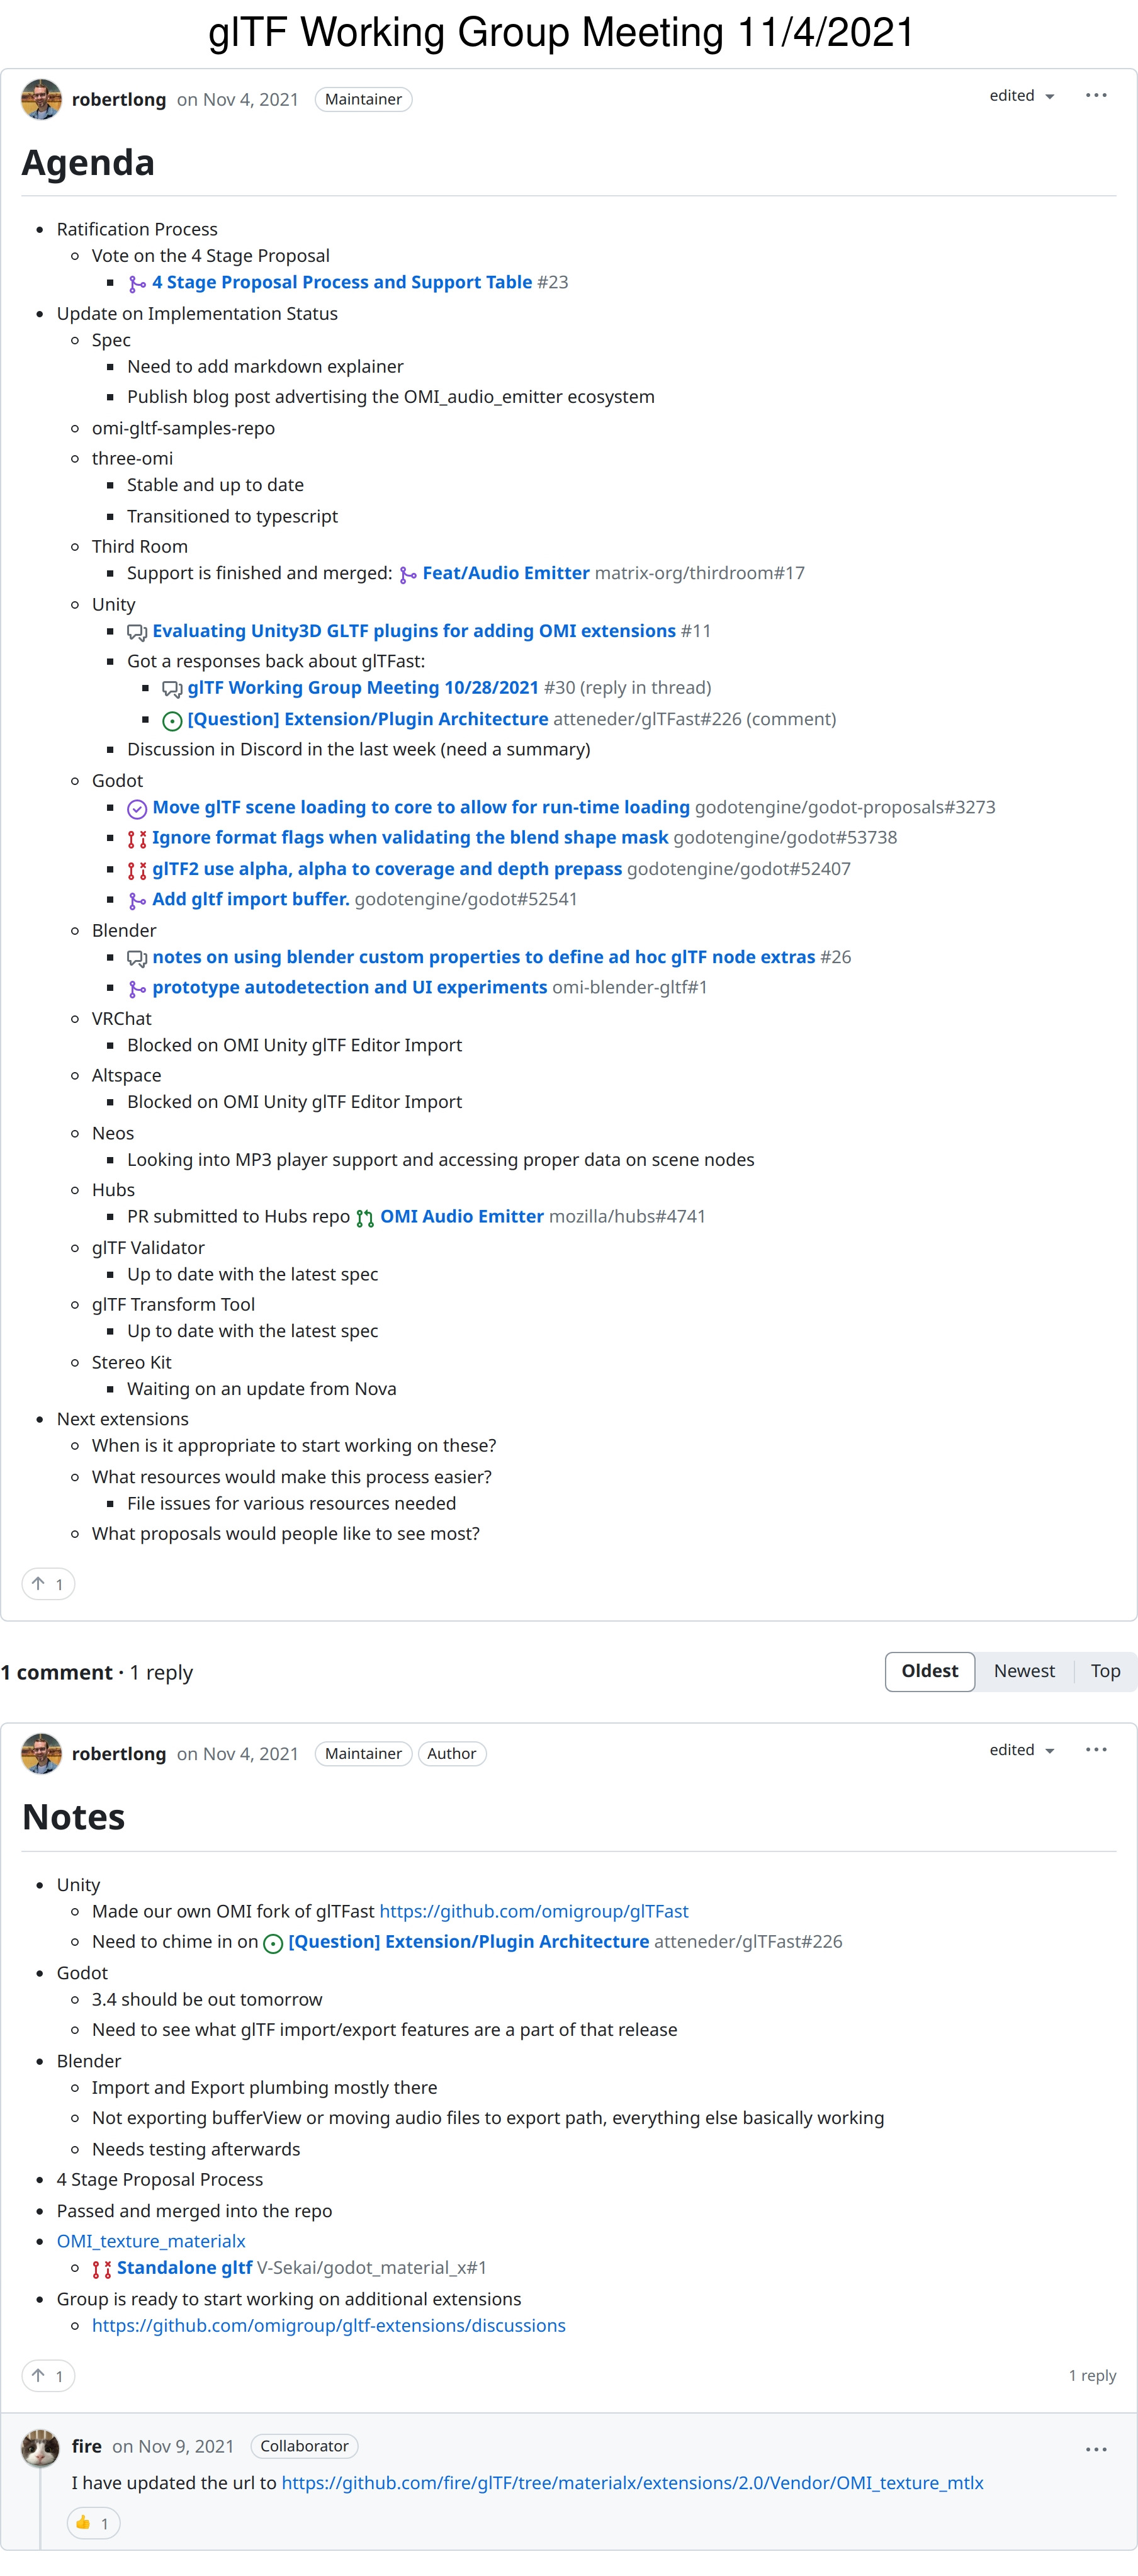 glTF Working Group Meeting 11/4/2021
robertlong on Nov 4, 2021 Maintainer edited
Agenda
Ratification Process
Vote on the 4 Stage Proposal
4 Stage Proposal Process and Support Table #23
Update on Implementation Status
Spec
Need to add markdown explainer
Publish blog post advertising the OMI_audio_emitter ecosystem
omi-gltf-samples-repo
three-omi
Stable and up to date
Transitioned to typescript
Third Room
Support is finished and merged: Feat/Audio Emitter matrix-org/thirdroom#17
Unity
Evaluating Unity3D GLTF plugins for adding OMI extensions #11
Got a responses back about glTFast:
glTF Working Group Meeting 10/28/2021 #30 (reply in thread)
[Question] Extension/Plugin Architecture atteneder/glTFast#226 (comment)
Discussion in Discord in the last week (need a summary)
Godot
Move glTF scene loading to core to allow for run-time loading godotengine/godot-proposals#3273
Ignore format flags when validating the blend shape mask godotengine/godot#53738
glTF2 use alpha, alpha to coverage and depth prepass godotengine/godot#52407
Add gltf import buffer. godotengine/godot#52541
Blender
notes on using blender custom properties to define ad hoc glTF node extras #26
prototype autodetection and UI experiments omi-blender-gltf#1
VRChat
Blocked on OMI Unity glTF Editor Import
Altspace
Blocked on OMI Unity glTF Editor Import
Neos
Looking into MP3 player support and accessing proper data on scene nodes
Hubs
PR submitted to Hubs repo OMI Audio Emitter mozilla/hubs#4741
glTF Validator
Up to date with the latest spec
glTF Transform Tool
Up to date with the latest spec
Stereo Kit
Waiting on an update from Nova
Next extensions
When is it appropriate to start working on these?
What resources would make this process easier?
File issues for various resources needed
What proposals would people like to see most?
1
1 comment · 1 reply Oldest Newest Top
robertlong on Nov 4, 2021 Maintainer Author edited
Notes
Unity
Made our own OMI fork of glTFast https://github.com/omigroup/glTFast
Need to chime in on [Question] Extension/Plugin Architecture atteneder/glTFast#226
Godot
3.4 should be out tomorrow
Need to see what glTF import/export features are a part of that release
Blender
Import and Export plumbing mostly there
Not exporting bufferView or moving audio files to export path, everything else basically working
Needs testing afterwards
4 Stage Proposal Process
Passed and merged into the repo
OMI_texture_materialx
Standalone gltf V-Sekai/godot_material_x#1
Group is ready to start working on additional extensions
https://github.com/omigroup/gltf-extensions/discussions
1 1 reply
fire on Nov 9, 2021 Collaborator
I have updated the url to https://github.com/fire/glTF/tree/materialx/extensions/2.0/Vendor/OMI_texture_mtlx
👍 1